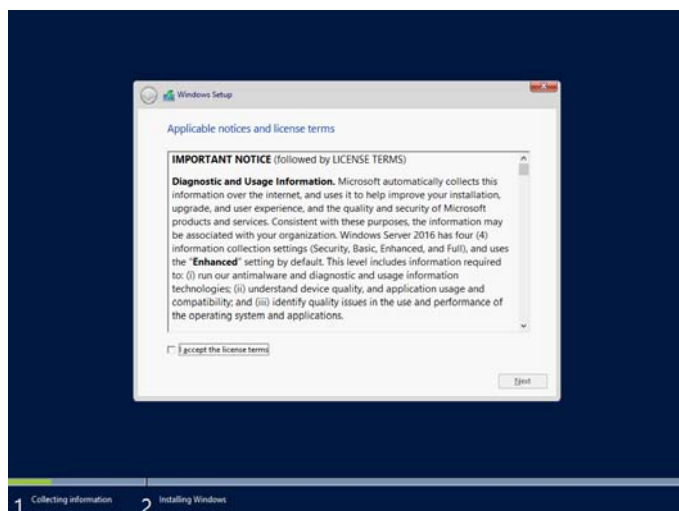 Windows Setup
Applicable notices and license terms
IMPORTANT NOTICE (followed by LICENSE TERMS)
Diagnostic and Usage Information. Microsoft automatically collects this
information over the internet, and uses it to help improve your installation,
upgrade, and user experience, and the quality and security of Microsoft
products and services. Consistent with these purposes, the information may
be associated with your organization. Windows Server 2016 has four (4)
information collection settings (Security, Basic, Enhanced, and Full), and uses
the "Enhanced" setting by default. This level includes information required
to: (i) run our antimalware and diagnostic and usage information
technologies; (ii) understand device quality, and application usage and
compatibility; and (iii) identify quality issues in the use and performance of
the operating system and applications.
I accept the license terms
Next
1 Collecting information 2 Installing Windows